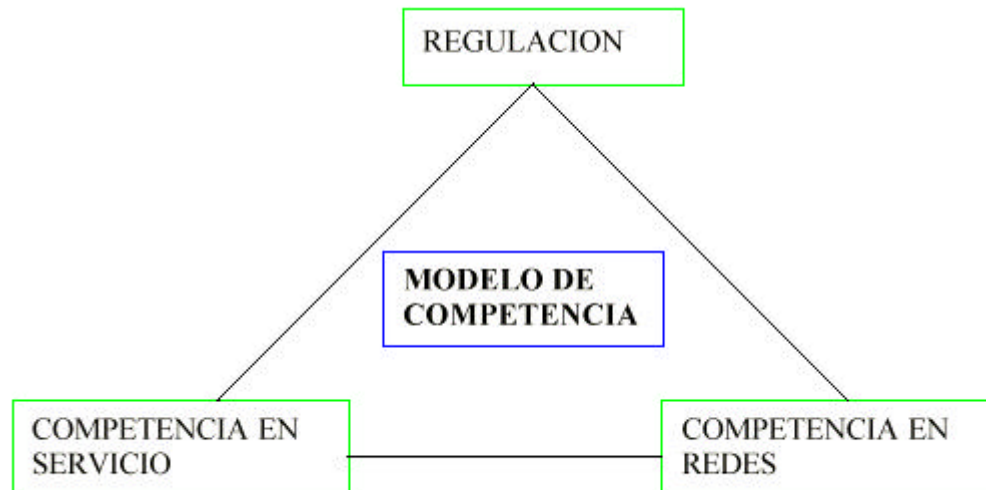 REGULACION
MODELO DE
COMPETENCIA
COMPETENCIA EN
SERVICIO
COMPETENCIA EN
REDES